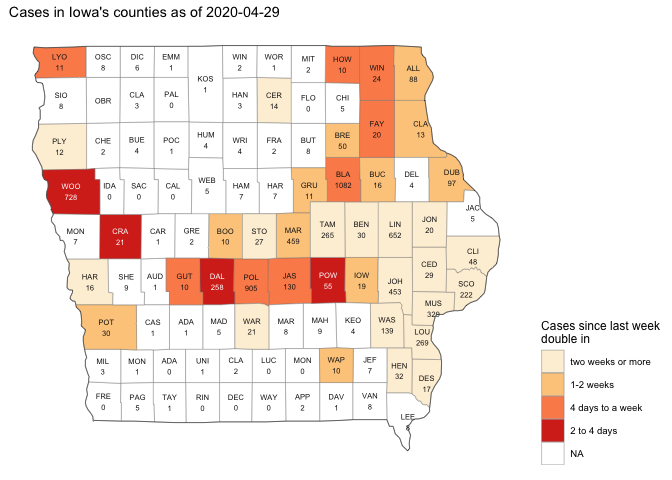 Cases in Iowa's counties as of 2020-04-29
LYO
11
OSC
8
DIC
6
EMM
1
KOS
1
WIN
2
WOR
1
MIT
2
HOW
10
WIN
24
ALL
88
SIO
8
OBR
CLA
3
PAL
0
HAN
3
CER
14
FLO
0
CHI
5
FAY
20
CLA
13
PLY
12
CHE
2
BUE
4
POC
1
HUM
4
WRI
4
FRA
2
BUT
8
BRE
50
WOO
728
IDA
0
SAC
0
CAL
0
WEB
5
HAM
7
HAR
7
GRU
11
BLA
1082
BUC
16
DEL
4
DUB
97
JAC
5
MON
7
CRA
21
CAR
1
GRE
2
BOO
10
STO
27
MAR
459
TAM
265
BEN
30
LIN
652
JON
20
CLI
48
HAR
16
SHE
9
AUD
1
GUT
10
DAL
258
POL
905
JAS
130
POW
55
IOW
19
JOH
453
CED
29
SCO
222
MUS
POT
30
CAS
1
ADA
1
MAD
5
WAR
21
MAR
8
MAH
9
KEO
4
WAS
139
LOU
269
MIL
3
MON
1
ADA
0
UNI
1
CLA
2
LUC
0
MON
0
WAP
10
JEF
7
HEN
32
DES
17
FRE
0
PAG
5
TAY
1
RIN
0
DEC
0
WAY
0
APP
2
DAV
1
VAN
8
LEE
8
Cases since last week
double in
two weeks or more
1-2 weeks
4 days to a week
2 to 4 days
NA